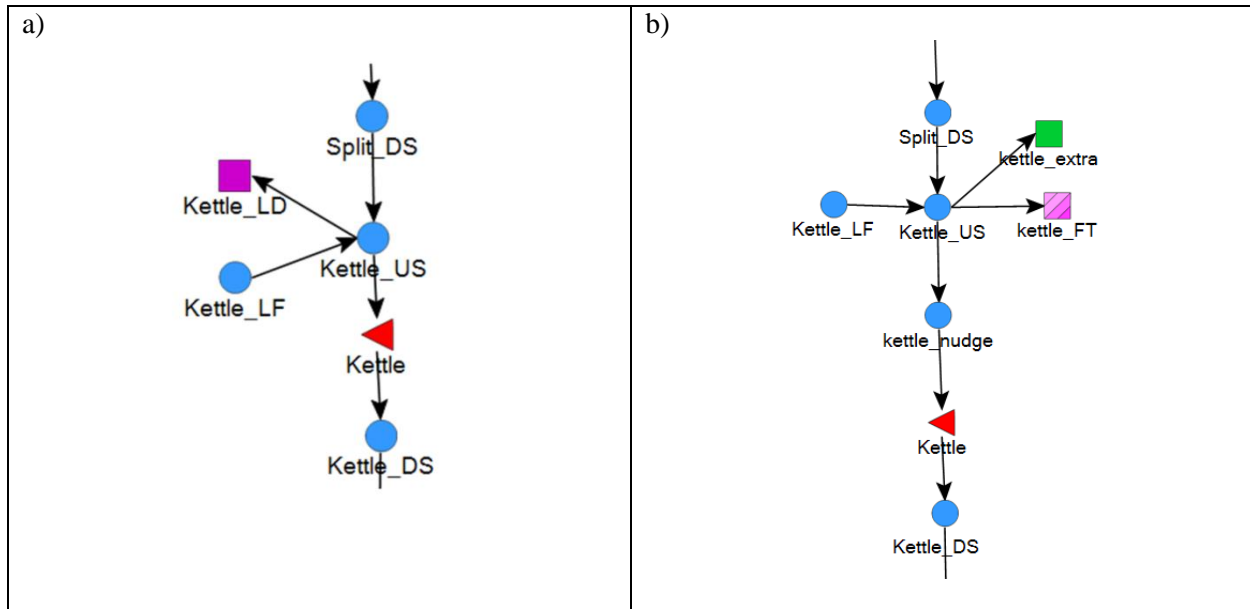 a)
Split_DS
Kettle_LD
Kettle_US
Kettle_LF
Kettle
Kettle_DS
b)
Split_DS
kettle_extra
Kettle_LF
Kettle_US
kettle_FT
kettle_nudge
Kettle
Kettle_DS